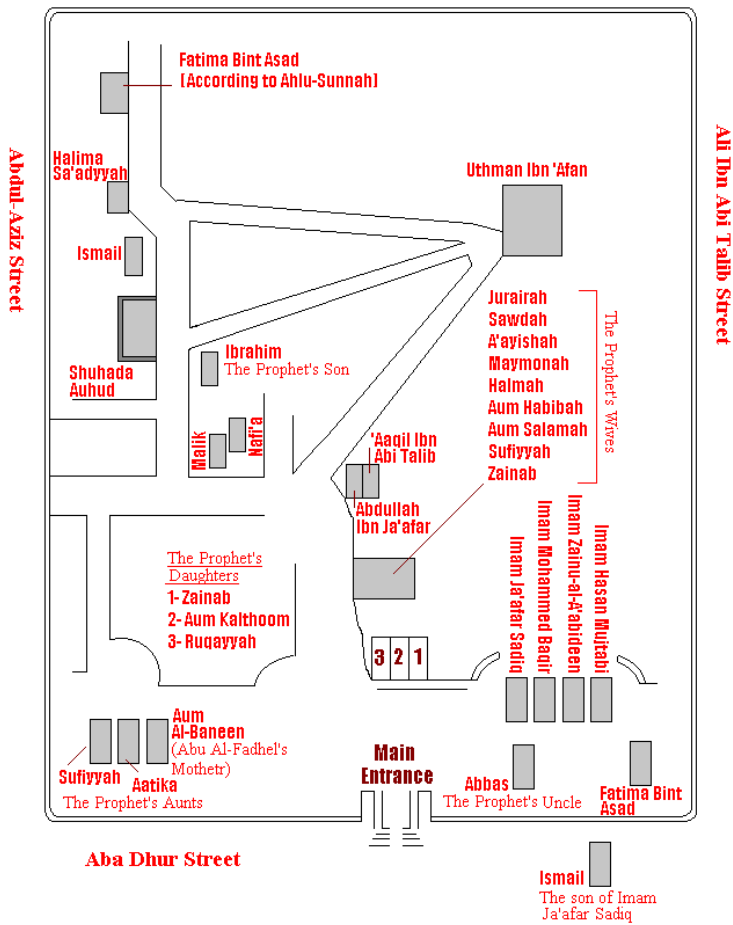 Fatima Bint Asad
[According to Ahlu-Sunnah]
Halima
Sa'adyyah
Uthman Ibn 'Afan
Abdul-Aziz Street
Ali Ibn Abi Talib Street
Ismail
Shuhada
Auhud
Ibrahim
The Prophet's Son
Malik
Nafi'a
Jurairah
Sawdah
A'ayishah
Maymonah
Halmah
Aum Habibah
Aum Salamah
Sufiyyah
Zainab
The Prophet's Wives
'Aaqil Ibn
Abi Talib
Abdullah
Ibn Ja'afar
The Prophet's
Daughters
1- Zainab
2- Aum Kalthoom
3- Ruqayyah
3 2 1
Imam Ja'afar Sadiq
Imam Mohammed Baqir
Imam Zainu-al-A'abideen
Imam Hasan Mujtabi
Aum
Al-Baneen
(Abu Al-Fadhel's
Mothetr)
Sufiyyah
Aatika
The Prophet's Aunts
Main
Entrance
Abbas
The Prophet's Uncle
Fatima Bint
Asad
Aba Dhur Street
Ismail
The son of Imam
Ja'afar Sadiq